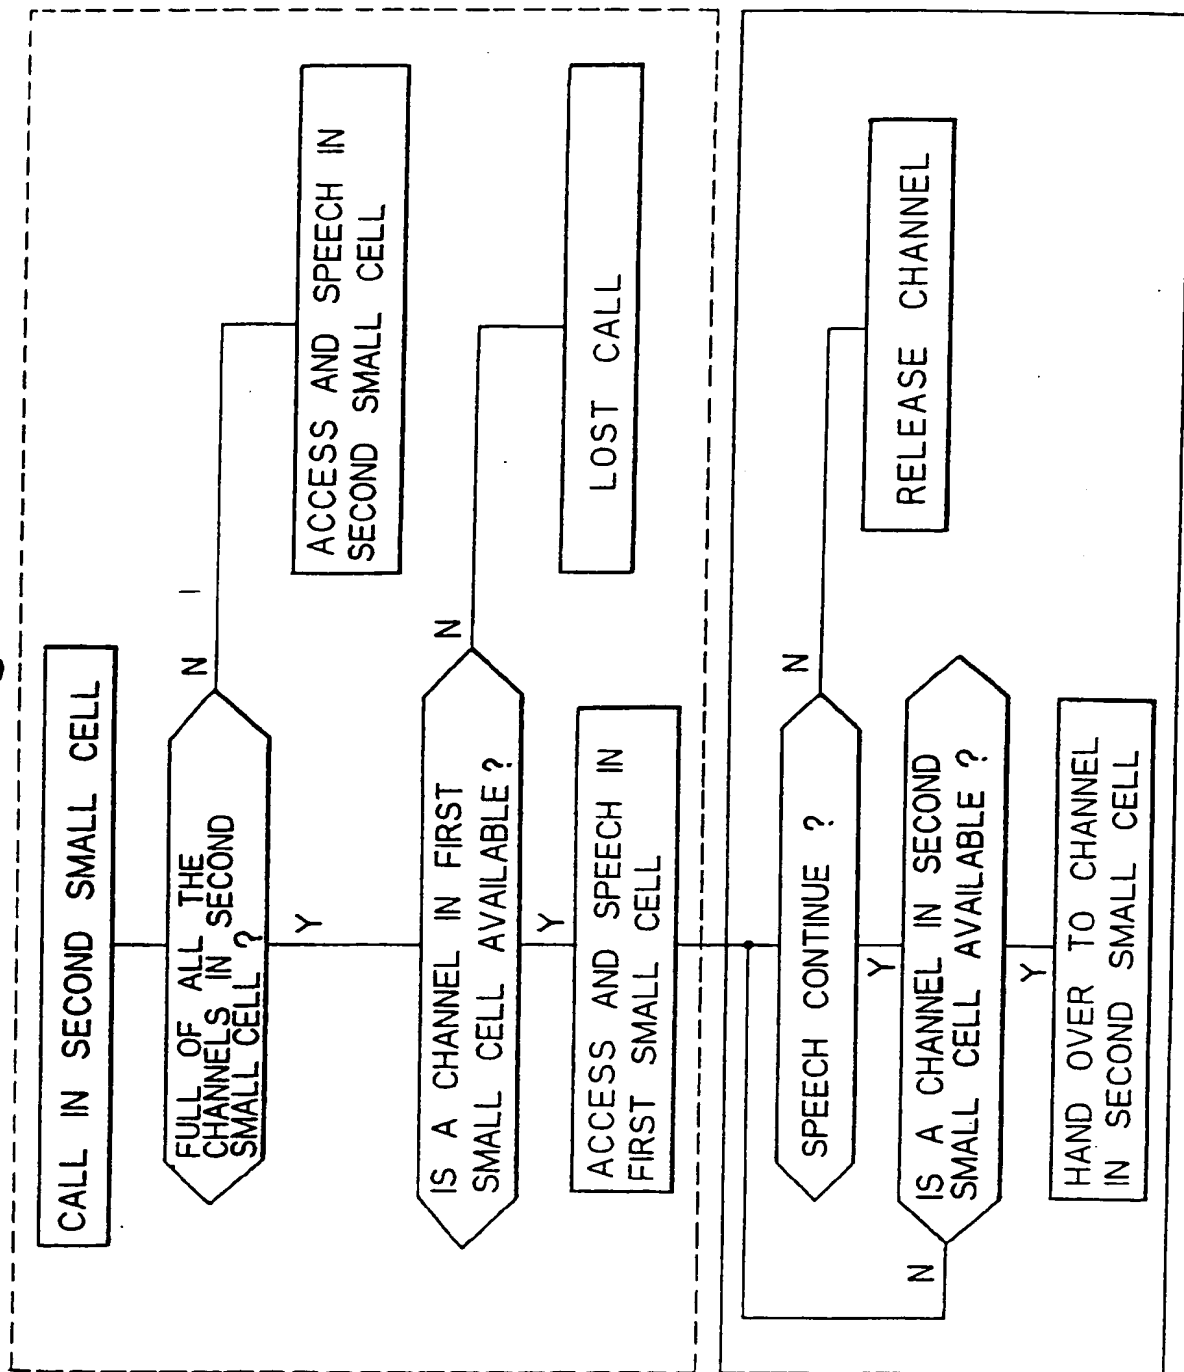 CALL IN SECOND SMALL CELL
FULL OF ALL THE
CHANNELS IN SECOND
SMALL CELL ?
N
Y
ACCESS AND SPEECH IN
SECOND SMALL CELL
IS A CHANNEL IN FIRST
SMALL CELL AVAILABLE ?
N
Y
LOST CALL
ACCESS AND SPEECH IN
FIRST SMALL CELL
SPEECH CONTINUE ?
N
Y
RELEASE CHANNEL
IS A CHANNEL IN SECOND
SMALL CELL AVAILABLE ?
N
Y
HAND OVER TO CHANNEL
IN SECOND SMALL CELL